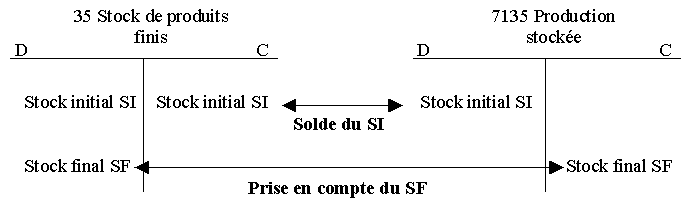 35 Stock de produits
finis
7135 Production
stockée
D
C
D
C
Stock initial SI
Stock initial SI
Stock initial SI
Solde du SI
Stock final SF
Stock final SF
Prise en compte du SF